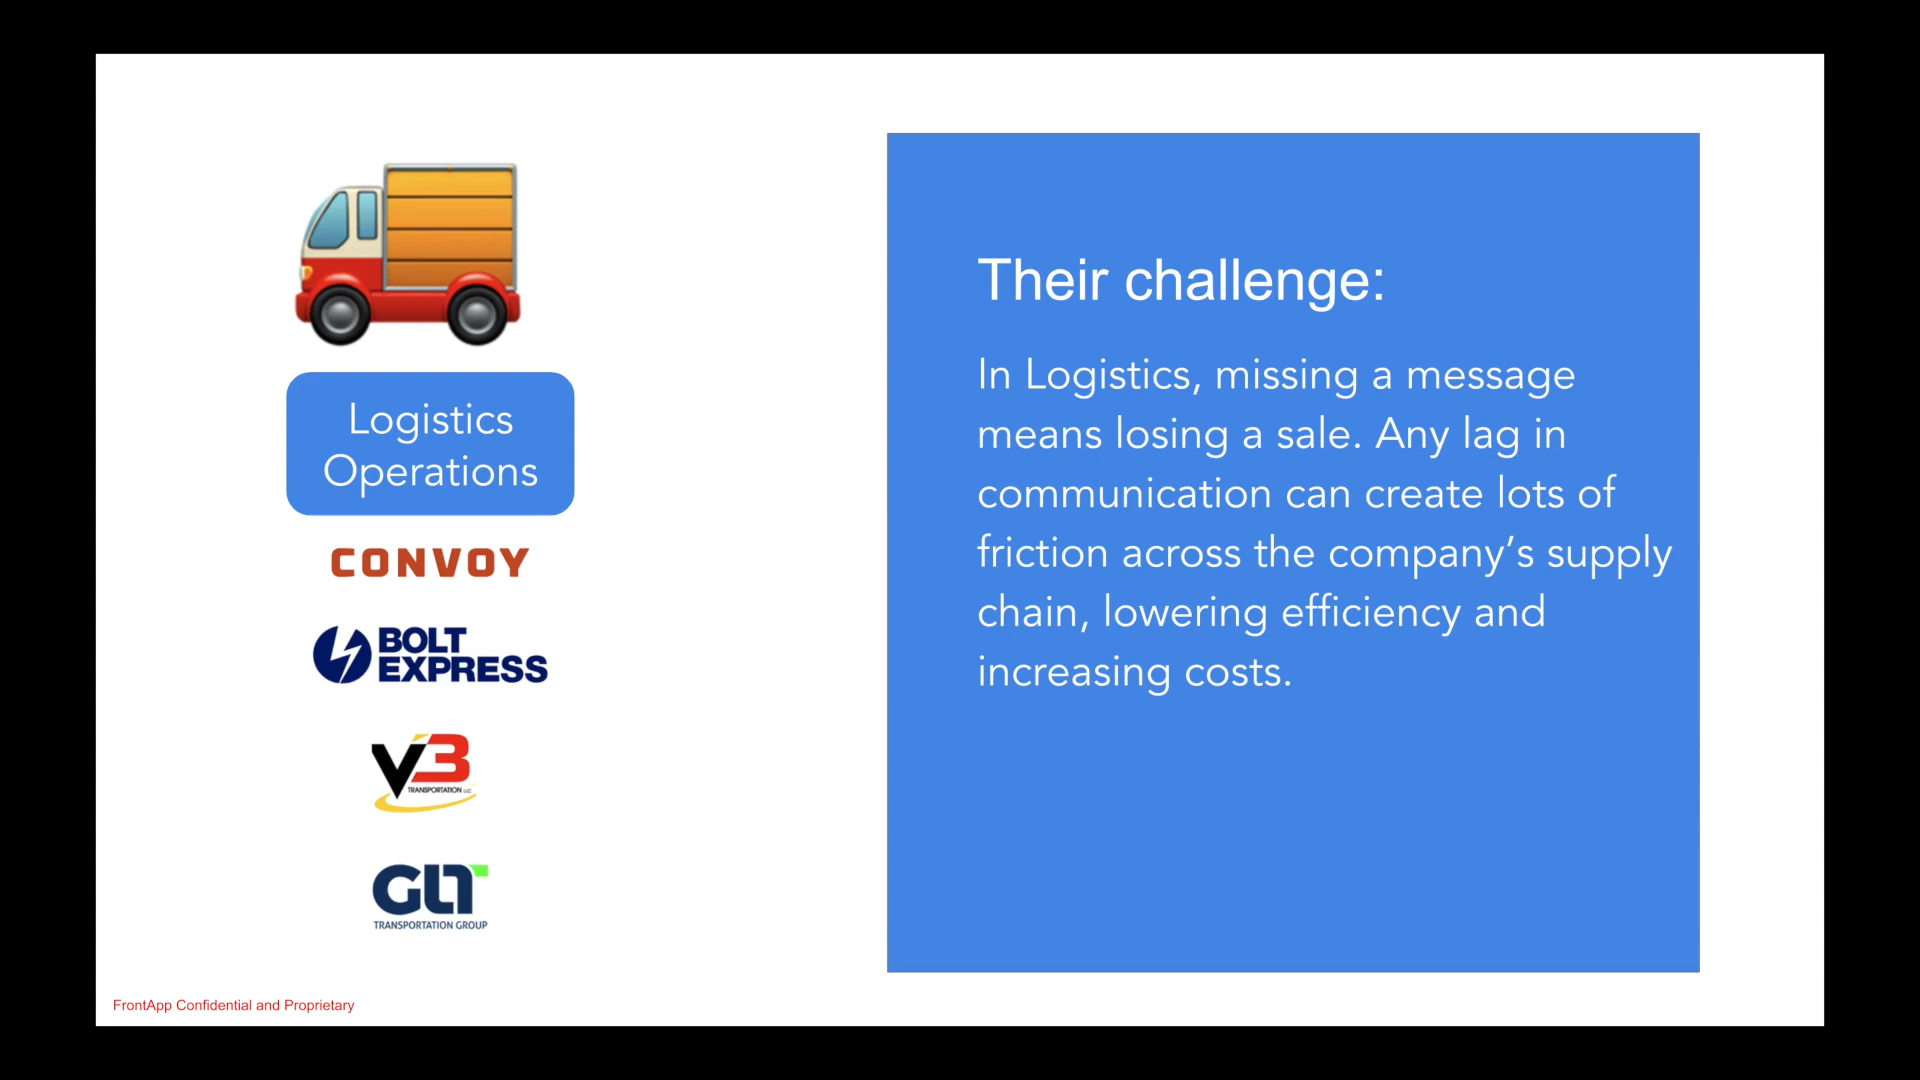 Logistics
Operations
CONVOY
BOLT
EXPRESS
V3
TRANSPORTATION LLC
GLT
TRANSPORTATION GROUP
Their challenge:
In Logistics, missing a message
means losing a sale. Any lag in
communication can create lots of
friction across the company’s supply
chain, lowering efficiency and
increasing costs.
FrontApp Confidential and Proprietary